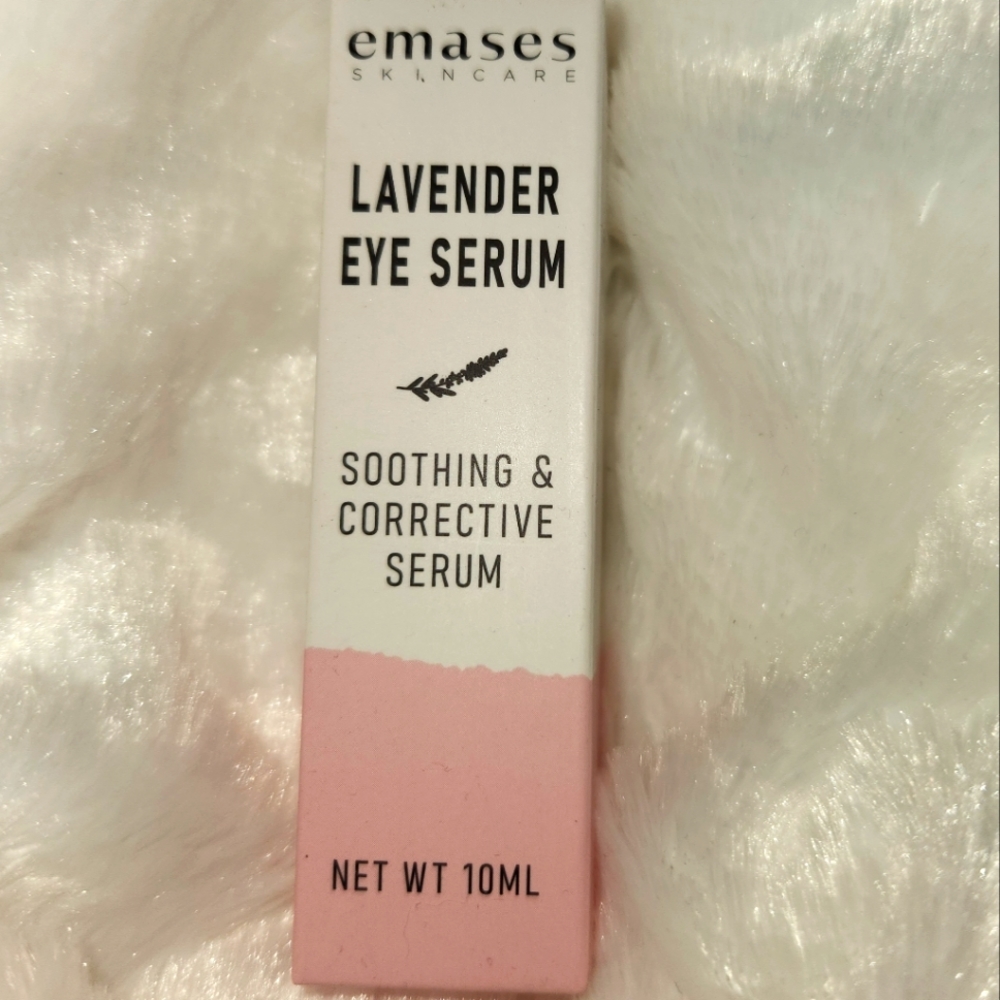 emases
SKINCARE
LAVENDER
EYE SERUM
SOOTHING &
CORRECTIVE
SERUM
NET WT 10ML